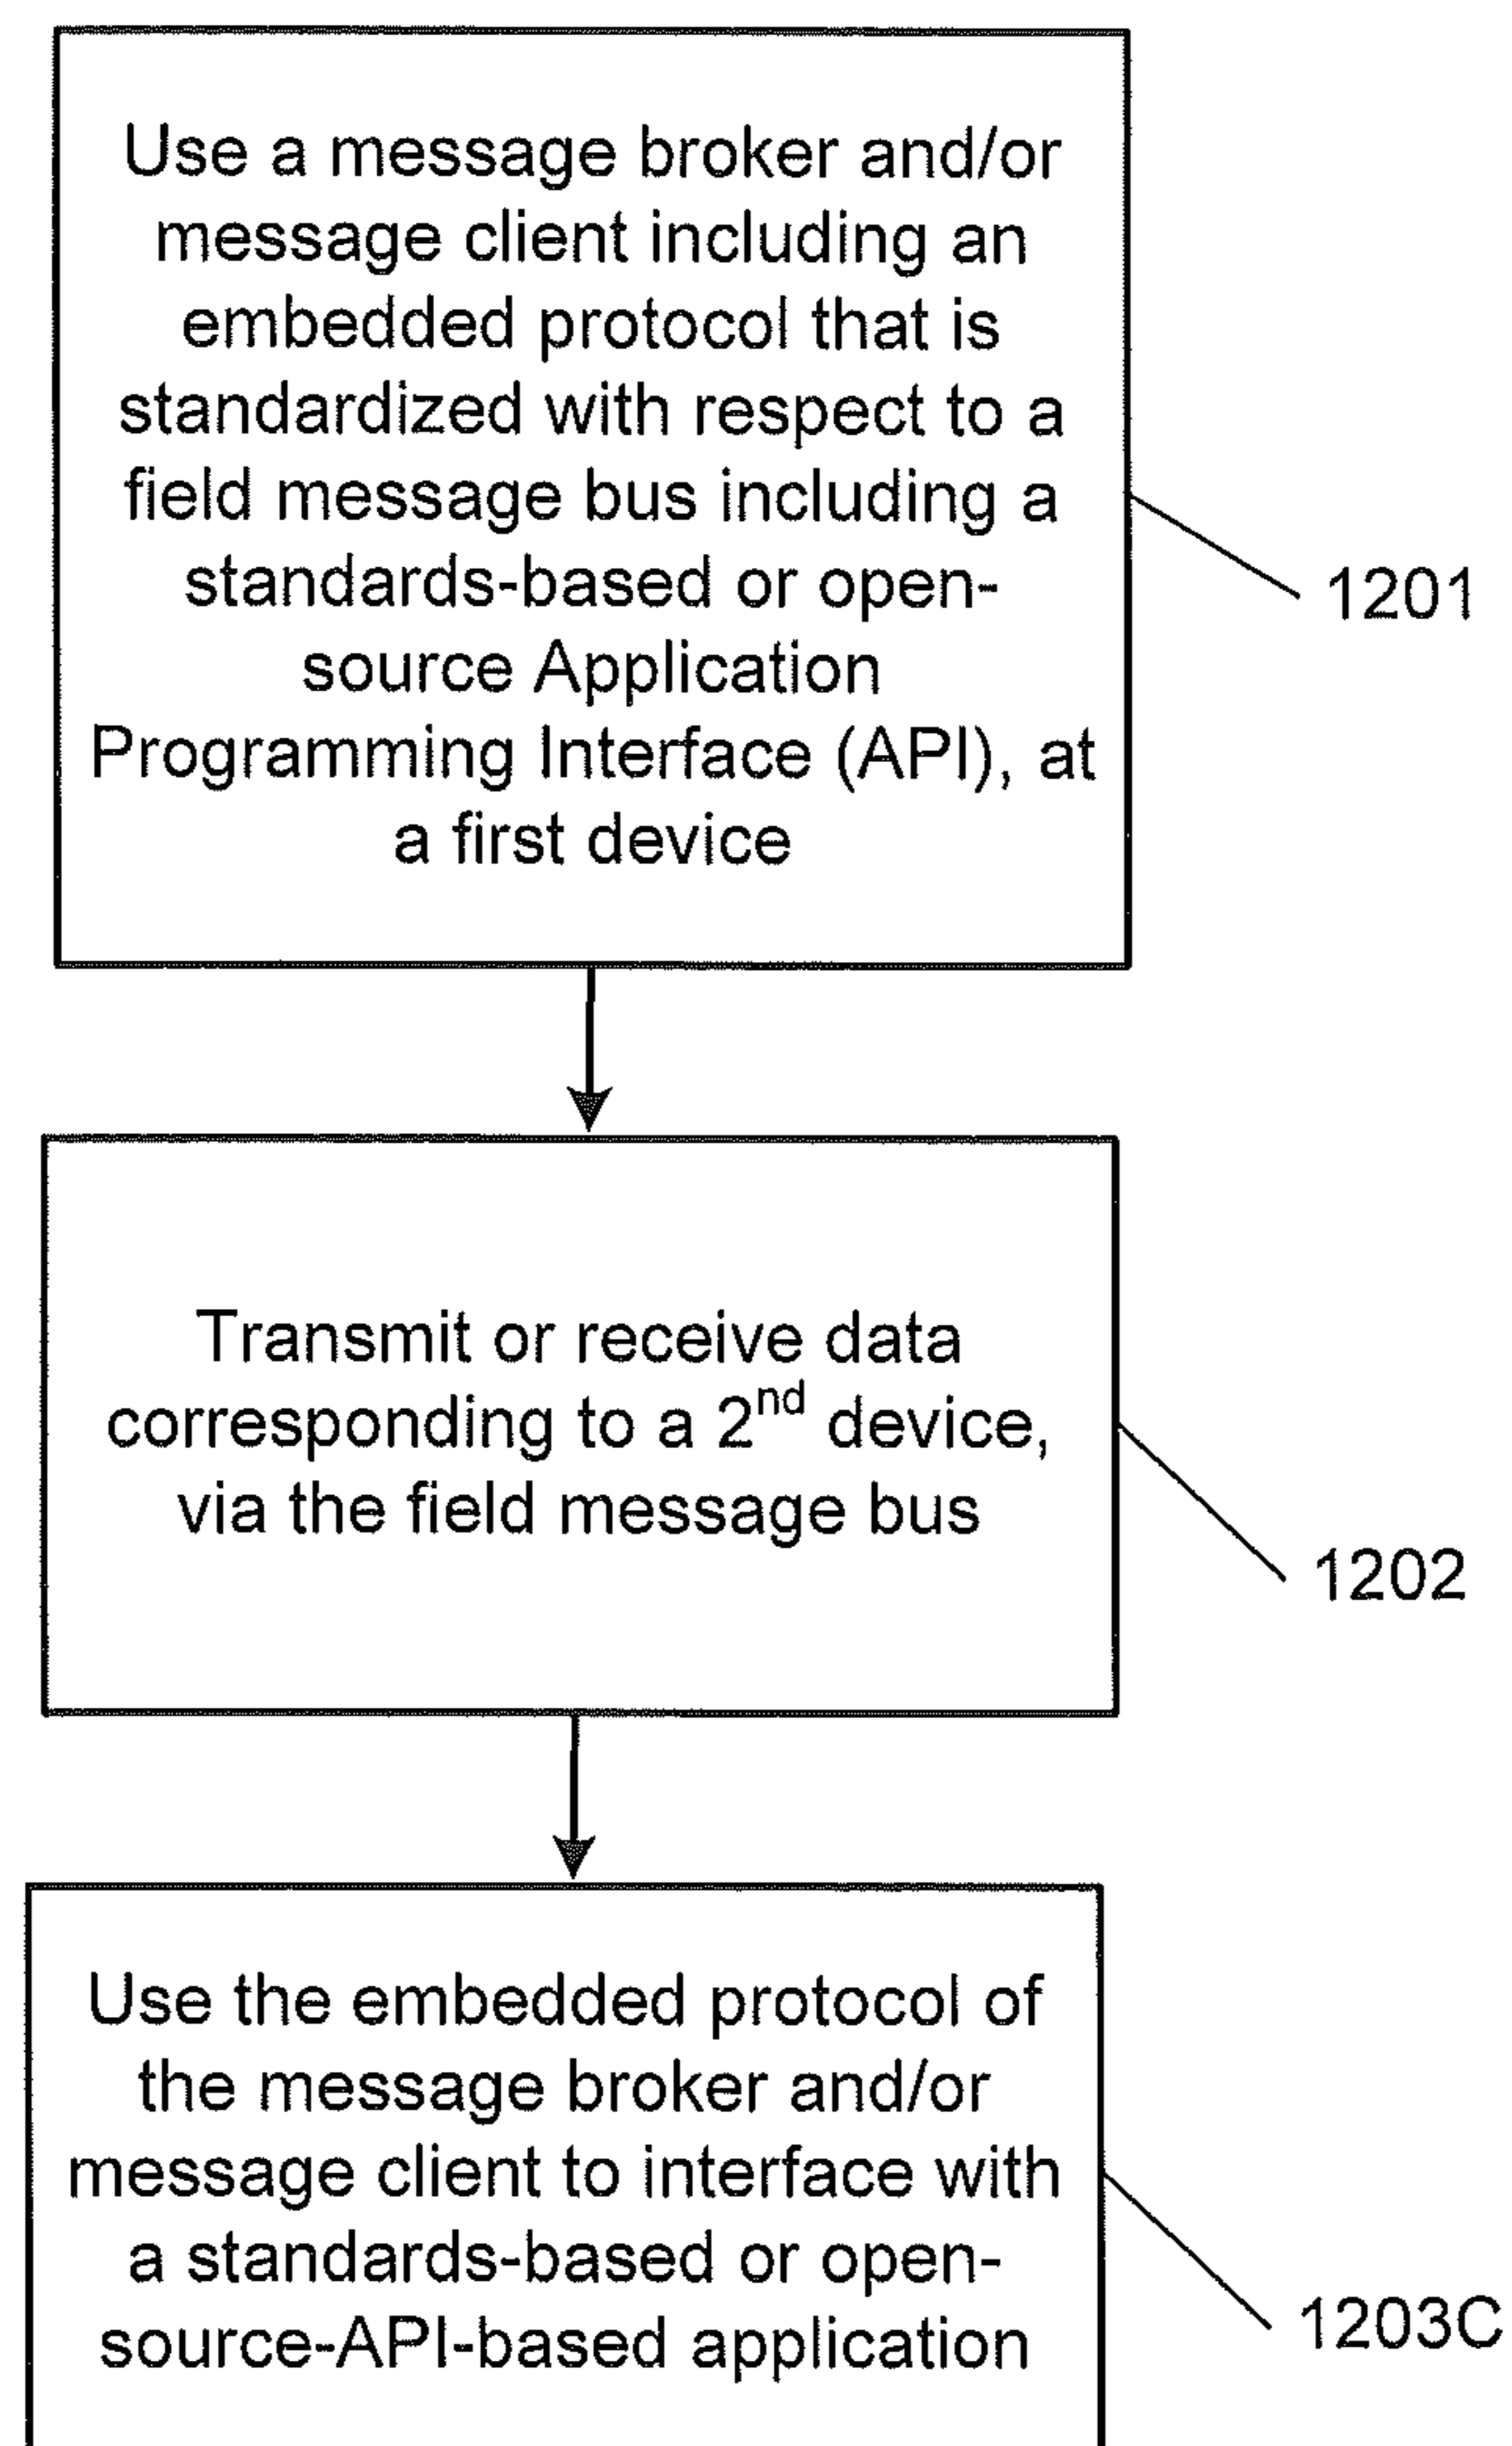 Use a message broker and/or
message client including an
embedded protocol that is
standardized with respect to a
field message bus including a
standards-based or open-
source Application
Programming Interface (API), at
a first device
1201
Transmit or receive data
corresponding to a 2nd device,
via the field message bus
1202
Use the embedded protocol of
the message broker and/or
message client to interface with
a standards-based or open-
source-API-based application
1203C